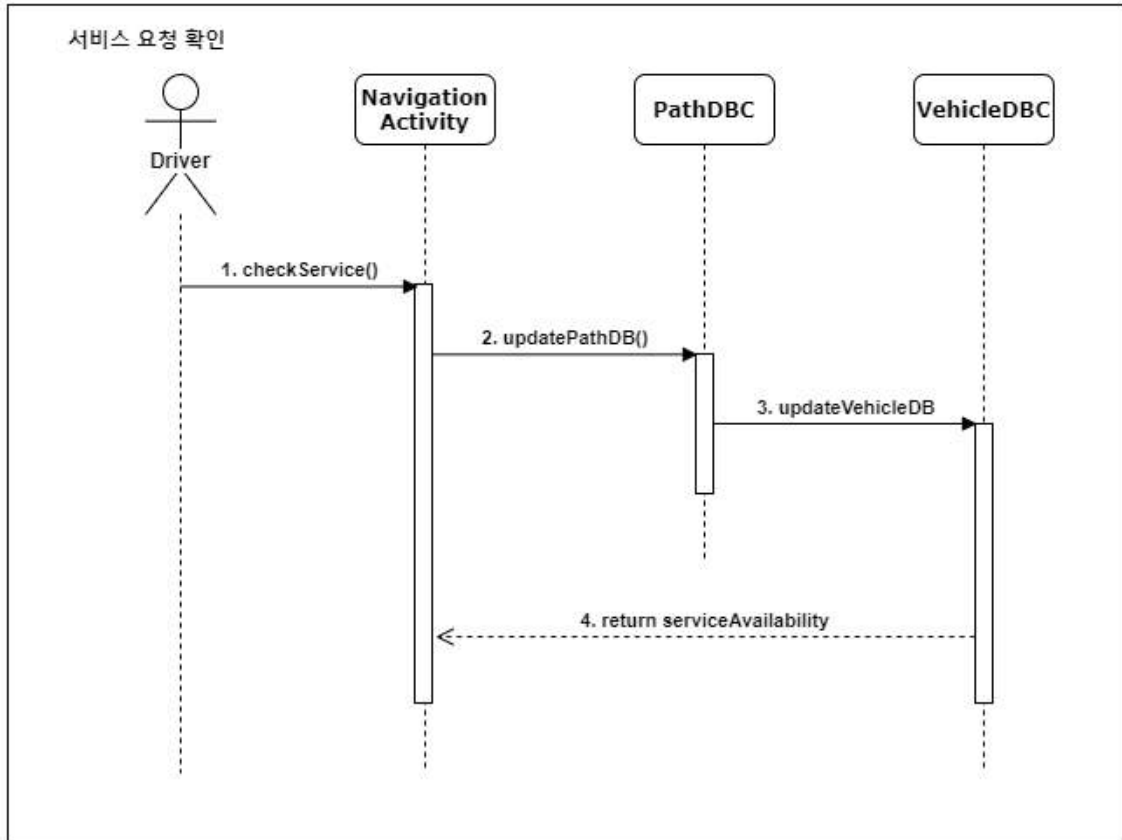 서비스 요청 확인
Driver
Navigation
Activity
PathDBC
VehicleDBC
1. checkService()
2. updatePathDB()
3. updateVehicleDB
4. return serviceAvailability